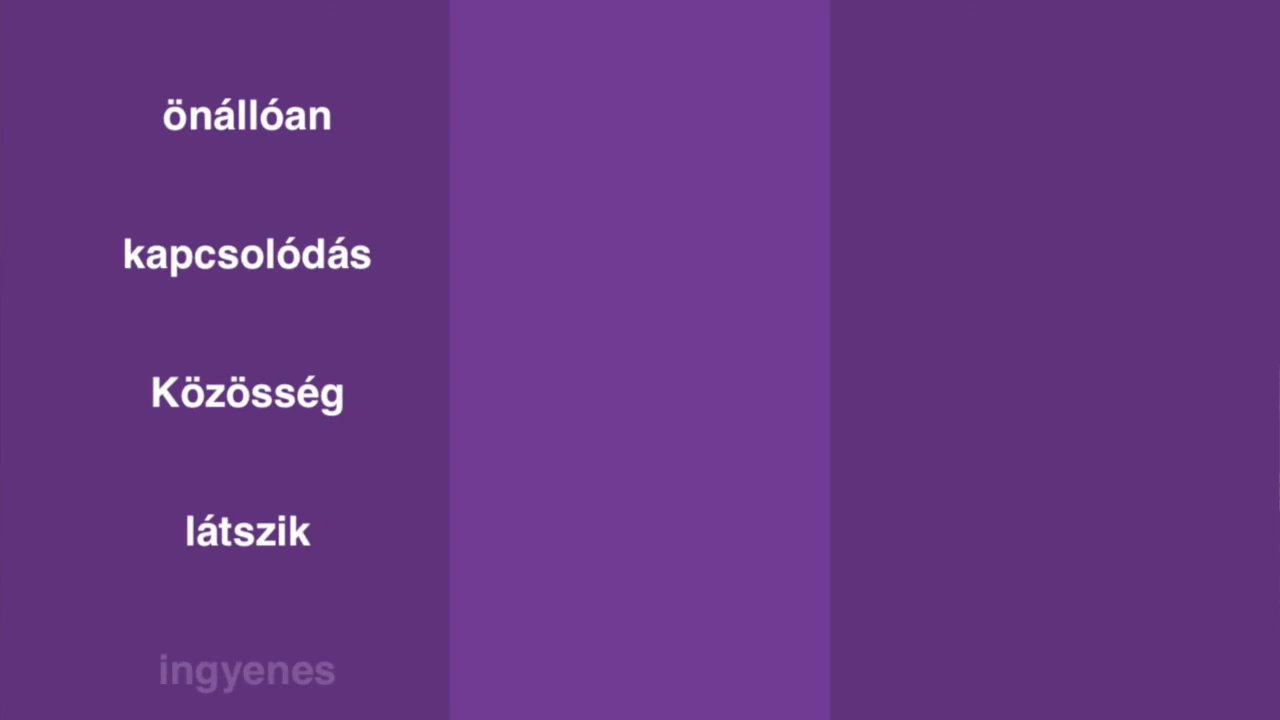 önállóan
kapcsolódás
Közösség
látszik
ingyenes